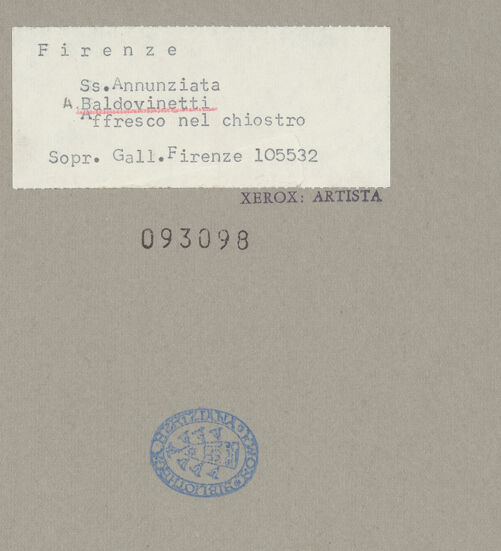 Firenze
Ss.Annunziata
A.Baldovinetti
Affresco nel chiostro
Sopr. Gall.Firenze 105532
XEROX: ARTISTA
093098